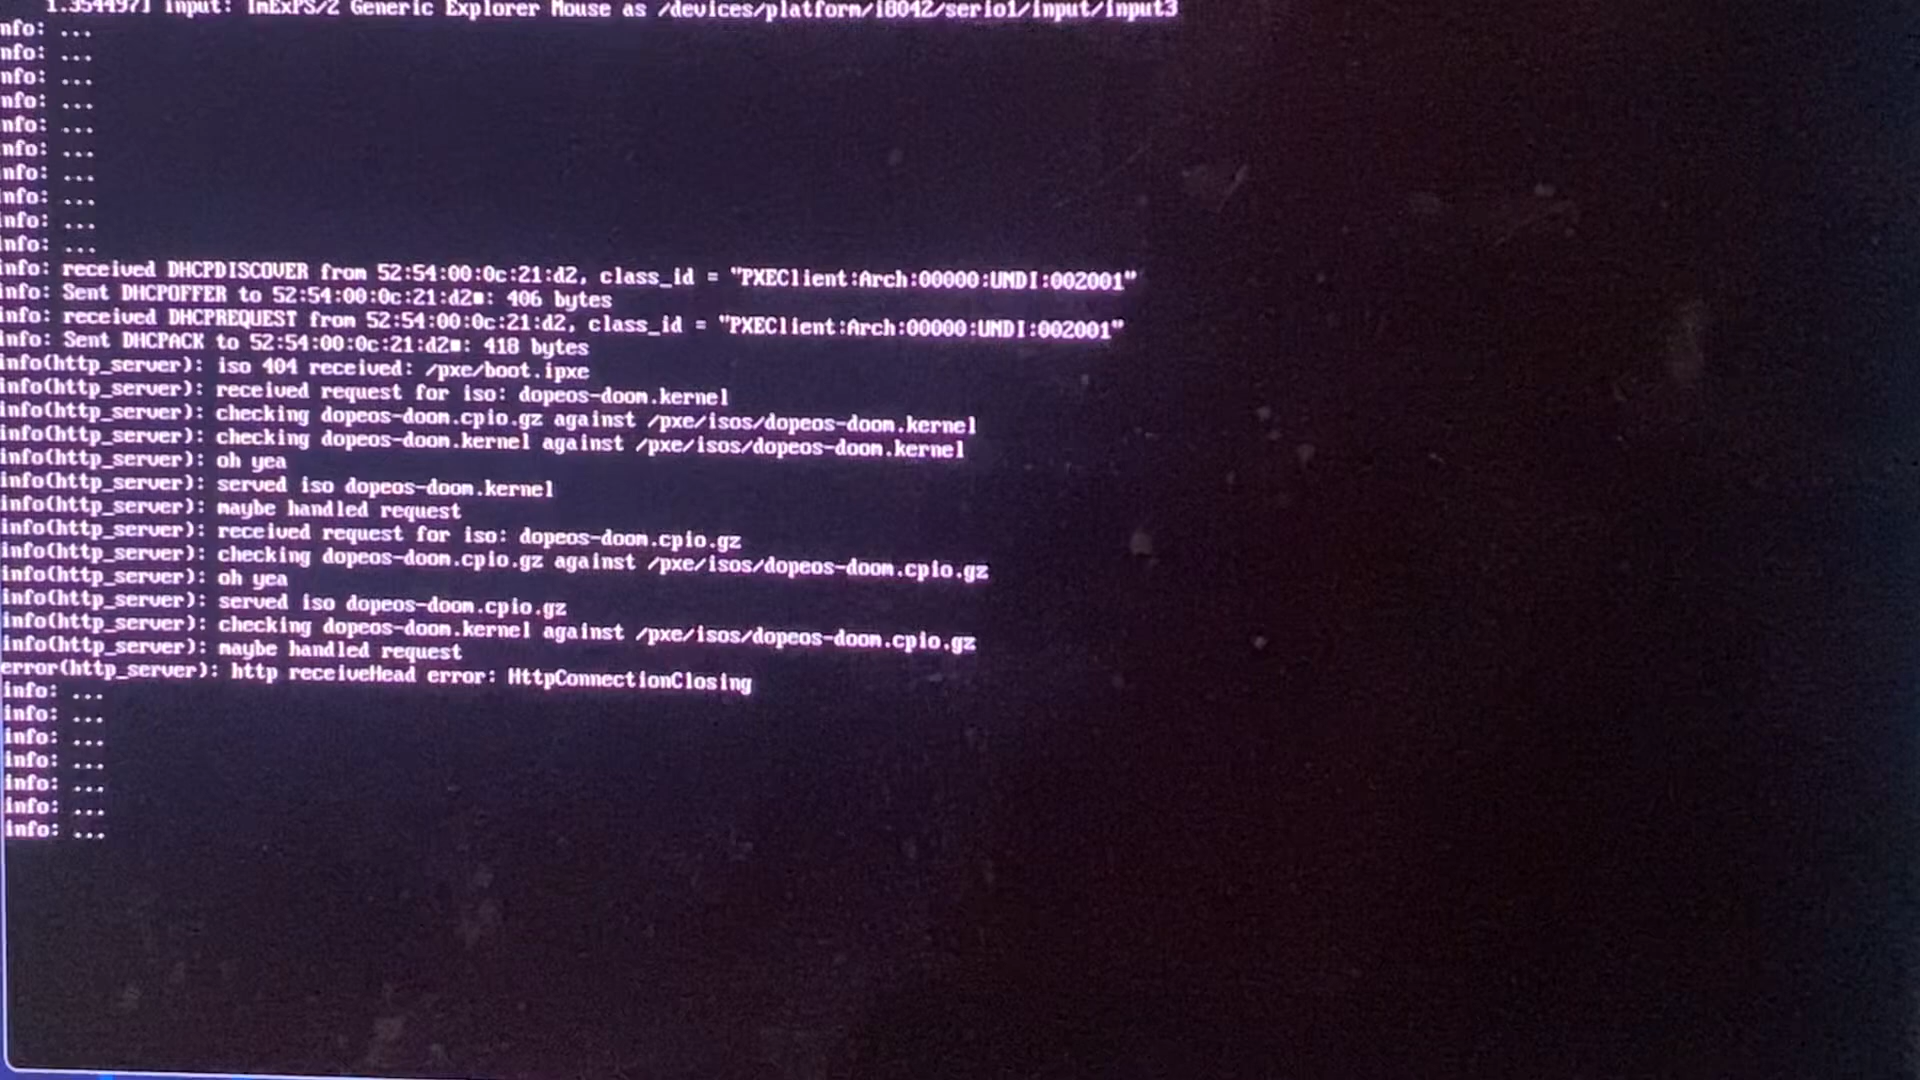 1.354497] input: ImExPS/2 Generic Explorer Mouse as /devices/platform/i8042/serio1/input/input3
nfo: ...
nfo: ...
nfo: ...
nfo: ...
nfo: ...
nfo: ...
nfo: ...
info: ...
info: ...
info: ...
info: received DHCPDISCOVER from 52:54:00:0c:21:d2, class_id = "PXEClient:Arch:00000:UNDI:002001"
info: Sent DHCPOFFER to 52:54:00:0c:21:d2■: 406 bytes
info: received DHCPREQUEST from 52:54:00:0c:21:d2, class_id = "PXEClient:Arch:00000:UNDI:002001"
info: Sent DHCPACK to 52:54:00:0c:21:d2■: 418 bytes
info(http_server): iso 404 received: /pxe/boot.ipxe
info(http_server): received request for iso: dopeos-doom.kernel
info(http_server): checking dopeos-doom.cpio.gz against /pxe/isos/dopeos-doom.kernel
info(http_server): checking dopeos-doom.kernel against /pxe/isos/dopeos-doom.kernel
info(http_server): oh yea
info(http_server): served iso dopeos-doom.kernel
info(http_server): maybe handled request
info(http_server): received request for iso: dopeos-doom.cpio.gz
info(http_server): checking dopeos-doom.cpio.gz against /pxe/isos/dopeos-doom.cpio.gz
info(http_server): oh yea
info(http_server): served iso dopeos-doom.cpio.gz
info(http_server): checking dopeos-doom.kernel against /pxe/isos/dopeos-doom.cpio.gz
info(http_server): maybe handled request
error(http_server): http receiveHead error: HttpConnectionClosing
info: ...
info: ...
info: ...
info: ...
info: ...
info: ...
info: ...